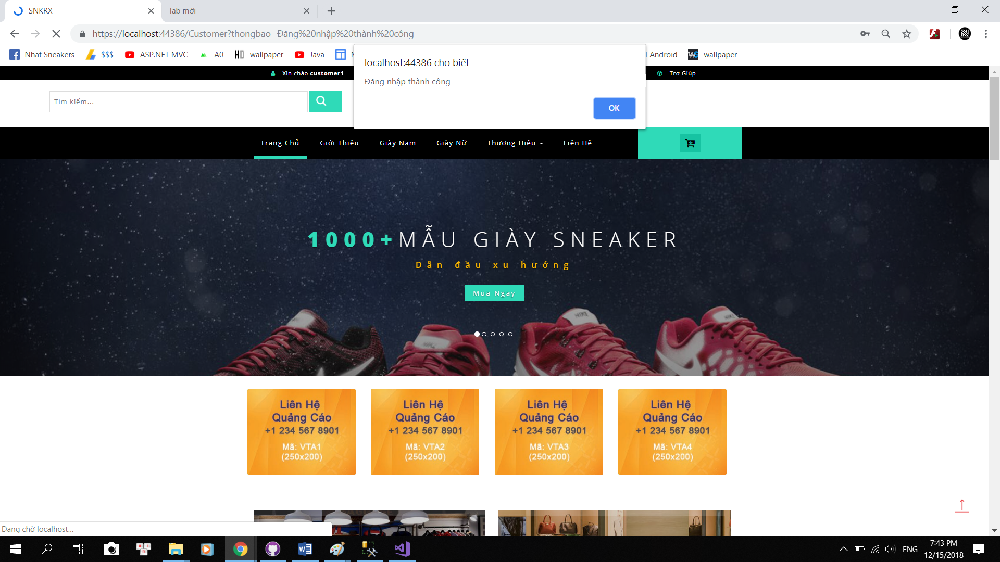 SNKRX
Tab mới
https://localhost:44386/Customer?thongbao=Đăng%20nhập%20thành%20công
Nhạt Sneakers
$$$
ASP.NET MVC
A0
HD wallpaper
Java
Android
WS wallpaper
localhost:44386 cho biết
Đăng nhập thành công
OK
Xin chào customer1
Trợ Giúp
Tìm kiếm...
Trang Chủ
Giới Thiệu
Giày Nam
Giày Nữ
Thương Hiệu
Liên Hệ
1000+MẪU GIÀY SNEAKER
Dẫn đầu xu hướng
Mua Ngay
NIKE
NIKE
Liên Hệ
Quảng Cáo
+1 234 567 8901
Mã: VTA1
(250x200)
Liên Hệ
Quảng Cáo
+1 234 567 8901
Mã: VTA2
(250x200)
Liên Hệ
Quảng Cáo
+1 234 567 8901
Mã: VTA3
(250x200)
Liên Hệ
Quảng Cáo
+1 234 567 8901
Mã: VTA4
(250x200)
Đang chờ localhost...
ENG
7:43 PM
12/15/2018